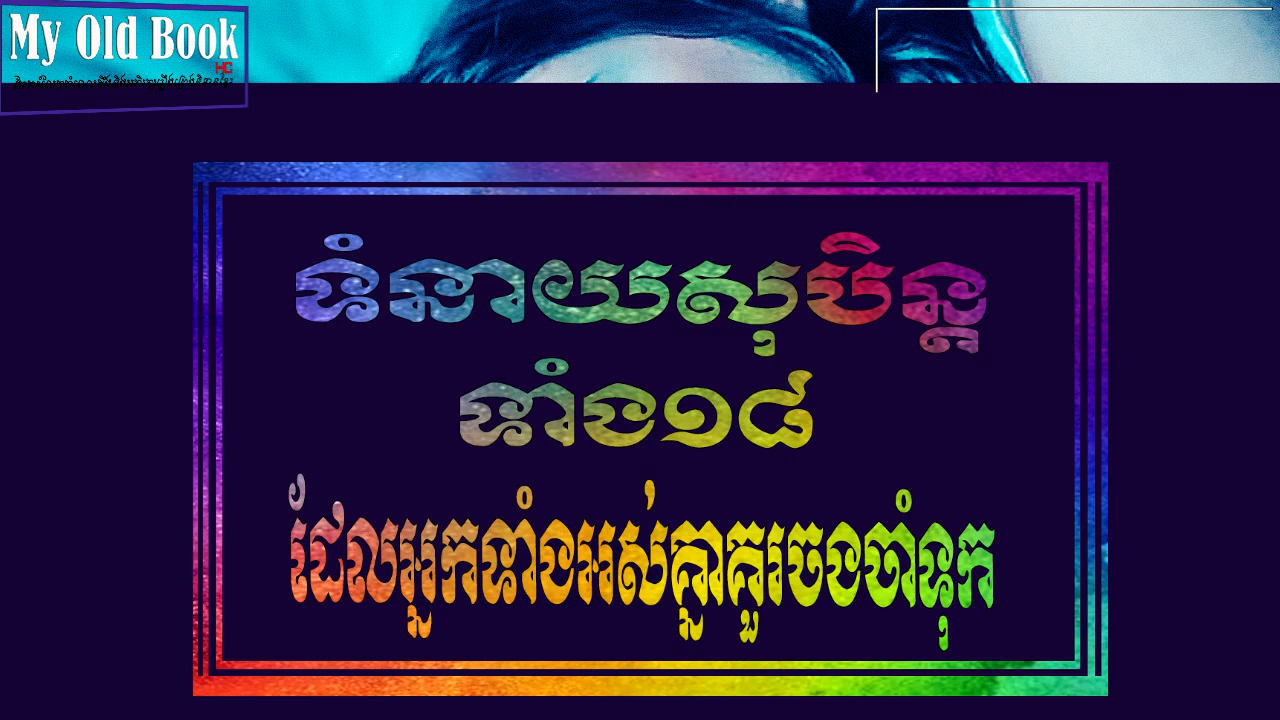 My Old Book
HC
ទំនាយសុបិន្ត
ទាំង១៨
ដែលអ្នកទាំងអស់គ្នាគួរចងចាំទុក